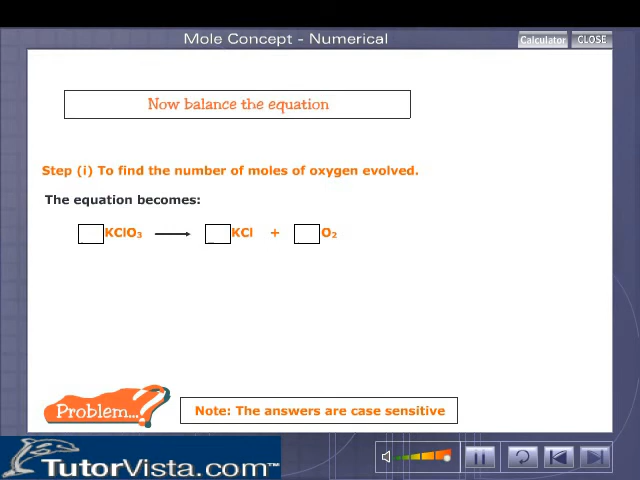 Mole Concept - Numerical
Calculator
CLOSE
Now balance the equation
Step (i) To find the number of moles of oxygen evolved.
The equation becomes:
KClO₃ ⟶ KCl + O₂
Problem...?
Note: The answers are case sensitive
TutorVista.com™